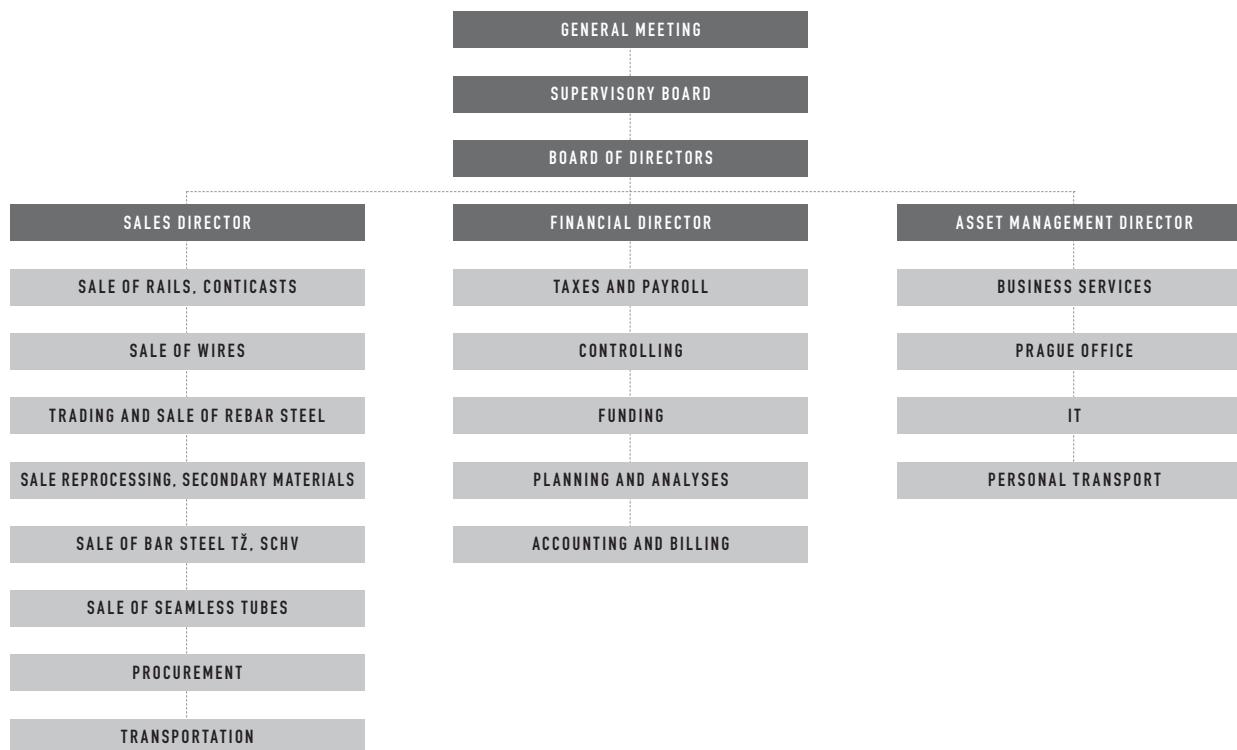 GENERAL MEETING
SUPERVISORY BOARD
BOARD OF DIRECTORS
SALES DIRECTOR
SALE OF RAILS, CONTICASTS
SALE OF WIRES
TRADING AND SALE OF REBAR STEEL
SALE REPROCESSING, SECONDARY MATERIALS
SALE OF BAR STEEL TŽ, SCHV
SALE OF SEAMLESS TUBES
PROCUREMENT
TRANSPORTATION
FINANCIAL DIRECTOR
TAXES AND PAYROLL
CONTROLLING
FUNDING
PLANNING AND ANALYSES
ACCOUNTING AND BILLING
ASSET MANAGEMENT DIRECTOR
BUSINESS SERVICES
PRAGUE OFFICE
IT
PERSONAL TRANSPORT